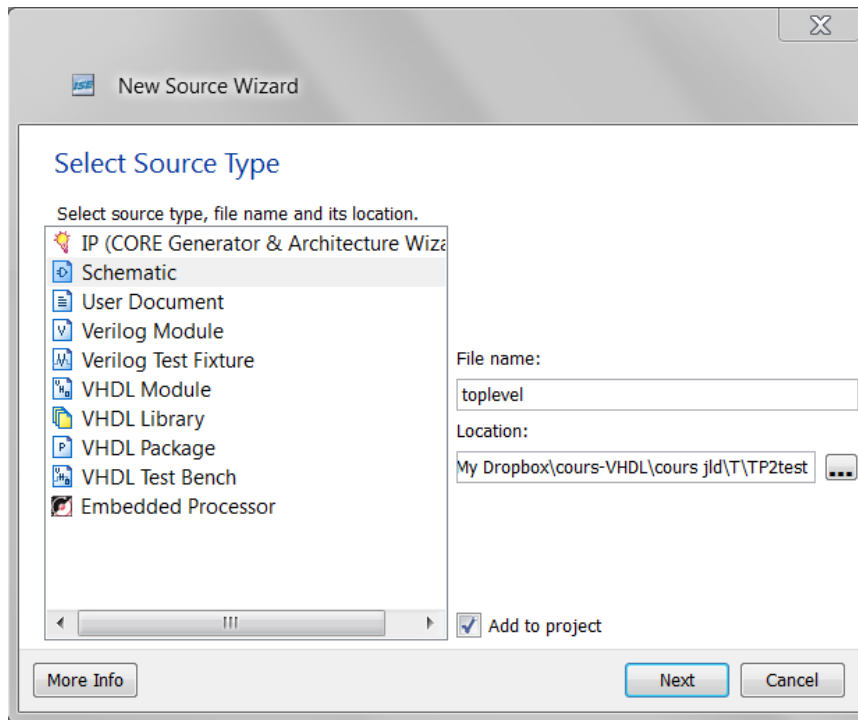 New Source Wizard
Select Source Type
Select source type, file name and its location.
IP (CORE Generator & Architecture Wiza
Schematic
User Document
Verilog Module
Verilog Test Fixture
VHDL Module
VHDL Library
VHDL Package
VHDL Test Bench
Embedded Processor
File name:
toplevel
Location:
My Dropbox\cours-VHDL\cours jld\T\TP2test
...
Add to project
More Info
Next
Cancel